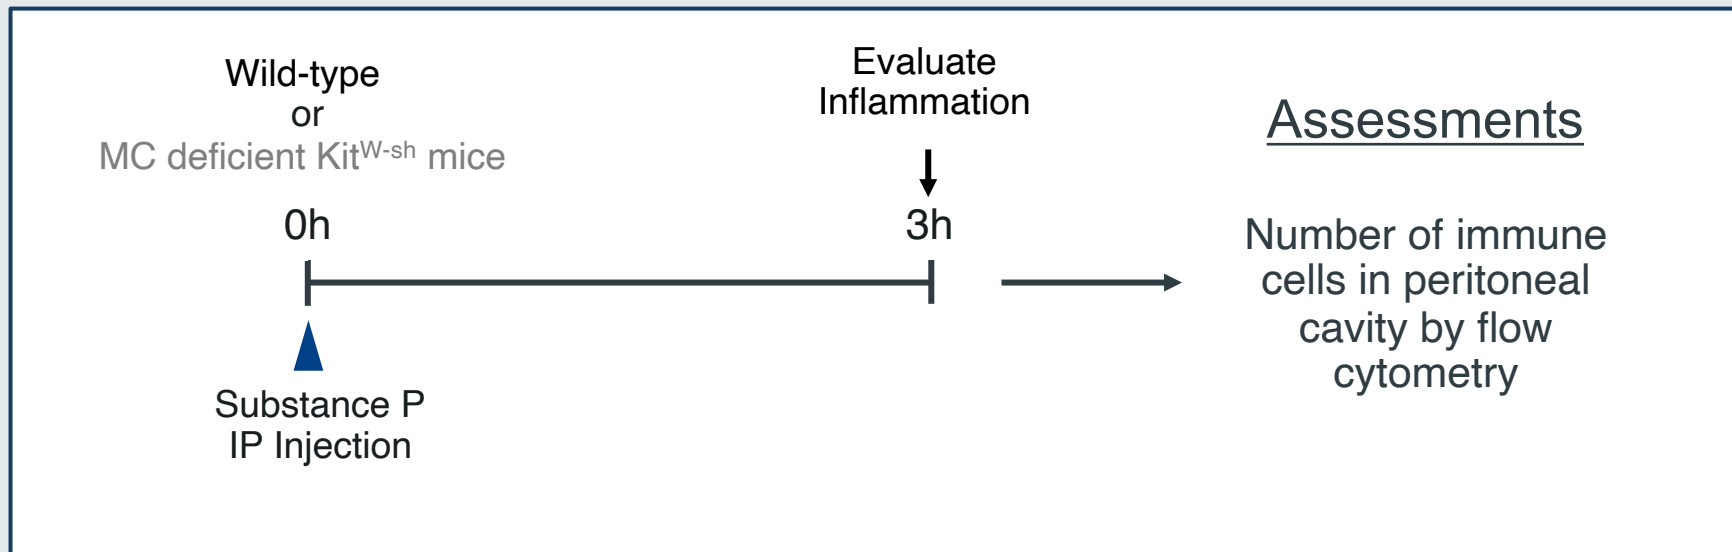 Wild-type
or
MC deficient Kit^W-sh mice
0h
Substance P
IP Injection
Evaluate
Inflammation
3h
Assessments
Number of immune
cells in peritoneal
cavity by flow
cytometry